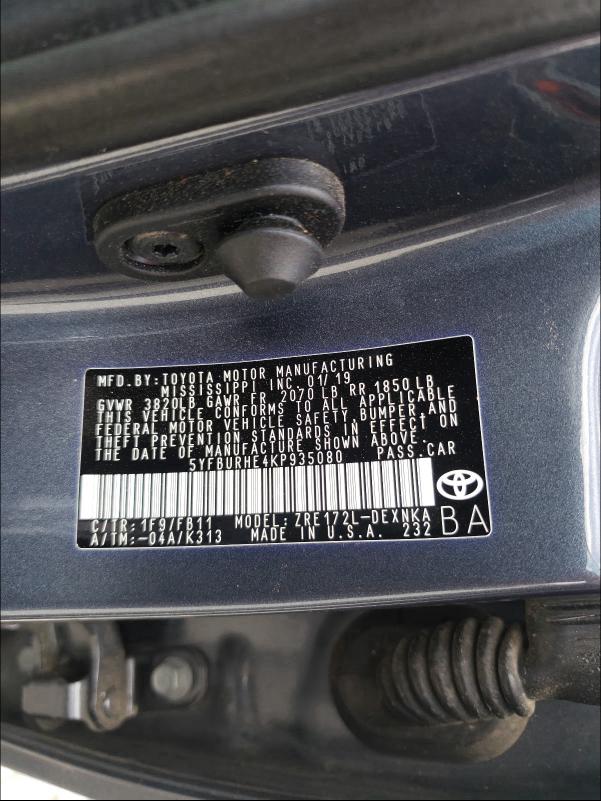 MFD. BY: TOYOTA MOTOR MANUFACTURING
MISSISSIPPI INC. 01/19
GVWR 3820LB GAWR FR 2070 LB RR 1850 LB
THIS VEHICLE CONFORMS TO ALL APPLICABLE
FEDERAL MOTOR VEHICLE SAFETY, BUMPER, AND
THEFT PREVENTION STANDARDS IN EFFECT ON
THE DATE OF MANUFACTURE SHOWN ABOVE.
5YFBURHE4KP935080 PASS. CAR
C/TR: 1F9/FB11 MODEL: ZRE172L-DEXNKA
A/TM: -04A/K313 MADE IN U.S.A. 232
BA